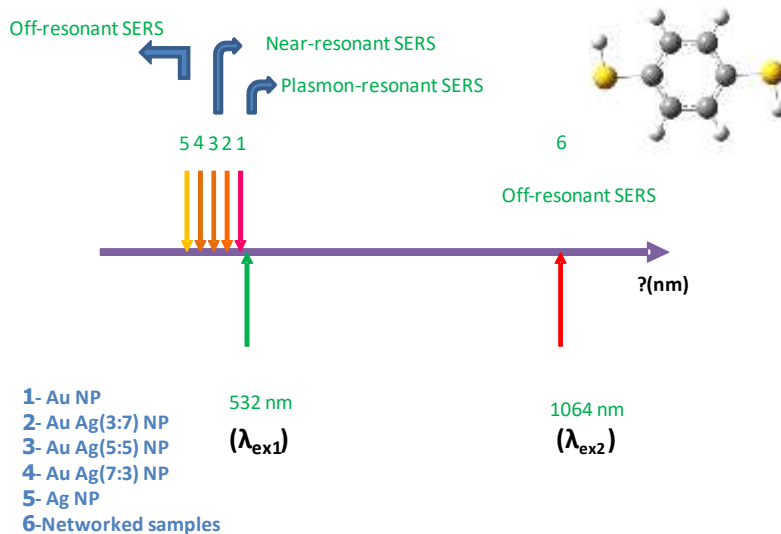 Off-resonant SERS
Near-resonant SERS
Plasmon-resonant SERS
5 4 3 2 1
6
Off-resonant SERS
?(nm)
532 nm
(λex1)
1064 nm
(λex2)
1- Au NP
2- Au Ag(3:7) NP
3- Au Ag(5:5) NP
4- Au Ag(7:3) NP
5- Ag NP
6-Networked samples